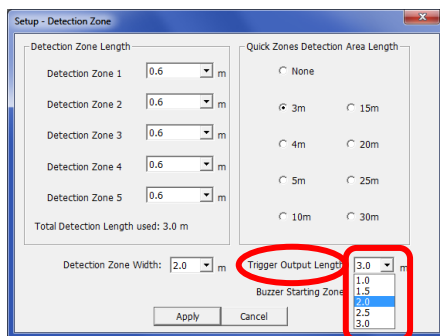 Setup - Detection Zone
Detection Zone Length
Detection Zone 1 0.6 m
Detection Zone 2 0.6 m
Detection Zone 3 0.6 m
Detection Zone 4 0.6 m
Detection Zone 5 0.6 m
Total Detection Length used: 3.0 m
Quick Zones Detection Area Length
None
3m 15m
4m 20m
5m 25m
10m 30m
Detection Zone Width: 2.0 m Trigger Output Length 3.0 m
Buzzer Starting Zone
1.0
1.5
2.0
2.5
3.0
Apply Cancel